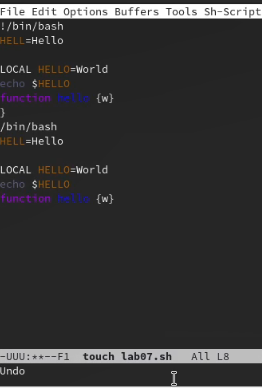 File Edit Options Buffers Tools Sh-Script
!/bin/bash
HELL=Hello
LOCAL HELLO=World
echo $HELLO
function Hello {w}
}
/bin/bash
HELL=Hello
LOCAL HELLO=World
echo $HELLO
function Hello {w}
-UUU:**--F1 touch lab07.sh All L8
Undo